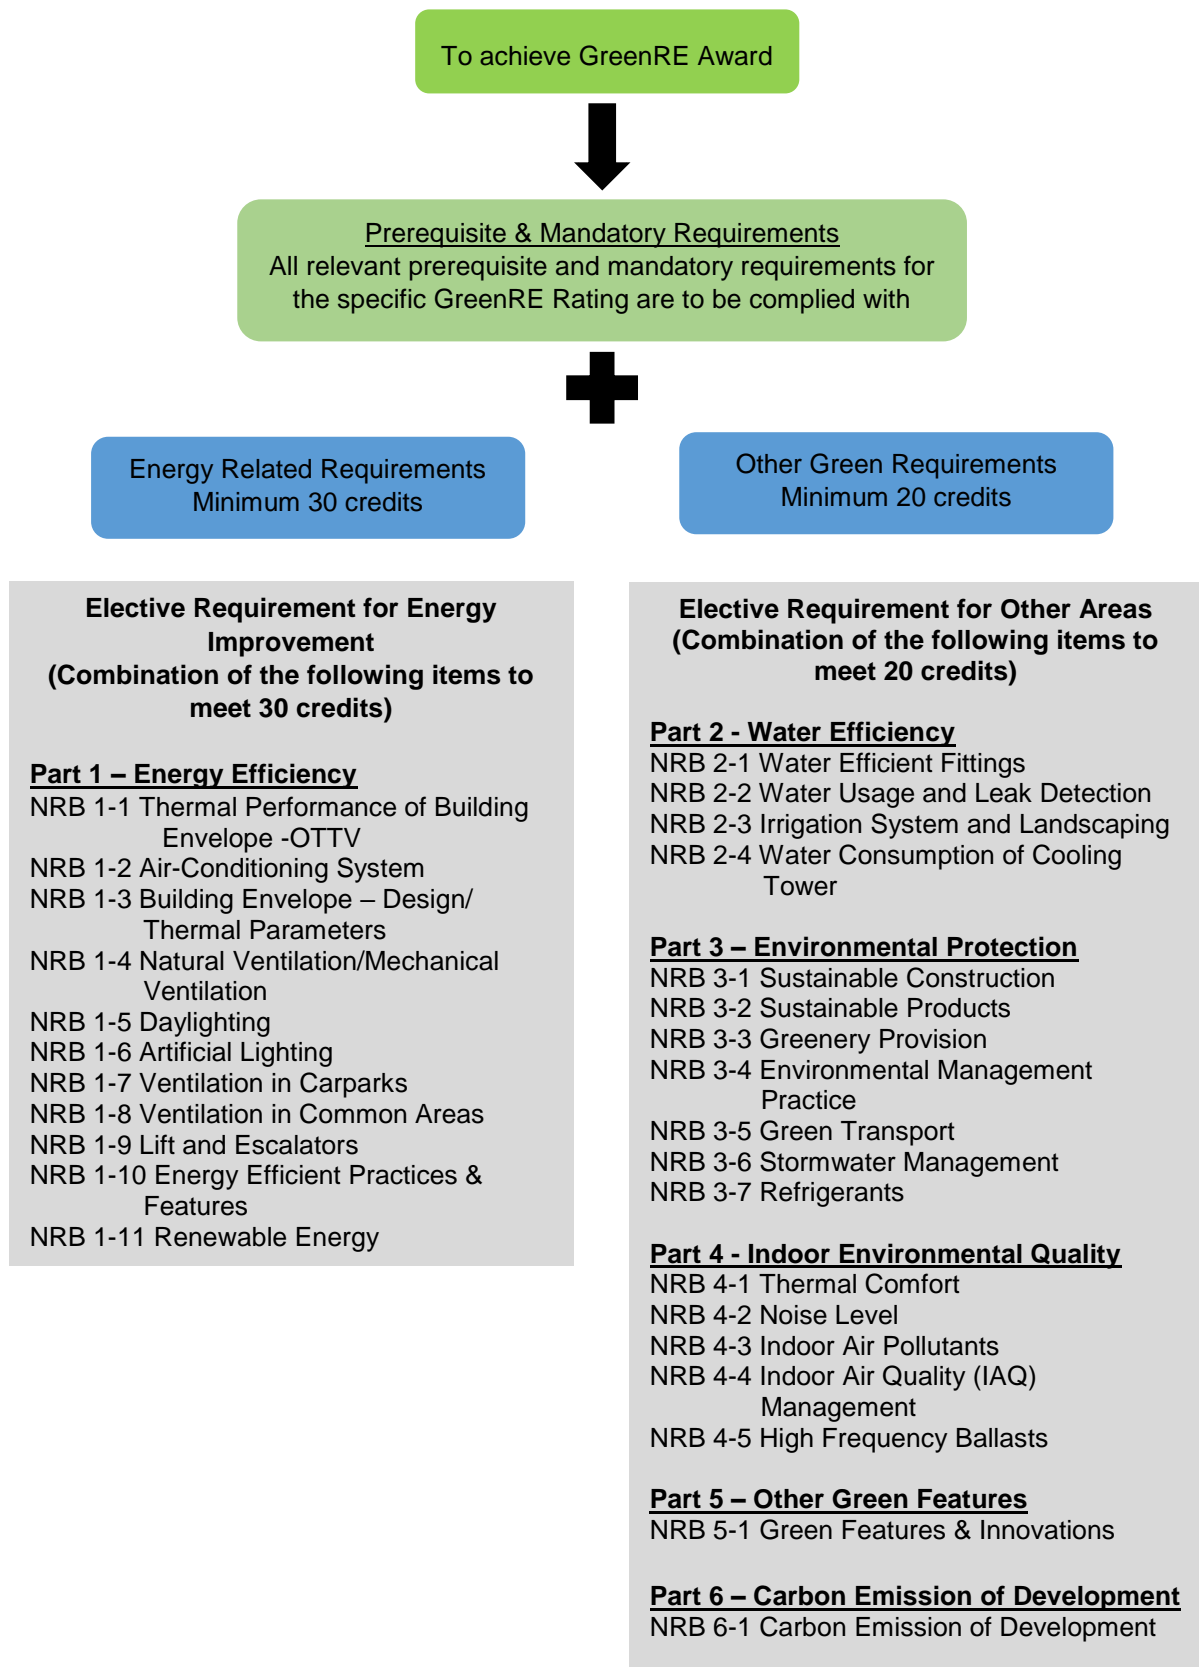 To achieve GreenRE Award
Prerequisite & Mandatory Requirements
All relevant prerequisite and mandatory requirements for
the specific GreenRE Rating are to be complied with
Energy Related Requirements
Minimum 30 credits
Other Green Requirements
Minimum 20 credits
Elective Requirement for Energy
Improvement
(Combination of the following items to
meet 30 credits)
Part 1 – Energy Efficiency
NRB 1-1 Thermal Performance of Building
Envelope -OTTV
NRB 1-2 Air-Conditioning System
NRB 1-3 Building Envelope – Design/
Thermal Parameters
NRB 1-4 Natural Ventilation/Mechanical
Ventilation
NRB 1-5 Daylighting
NRB 1-6 Artificial Lighting
NRB 1-7 Ventilation in Carparks
NRB 1-8 Ventilation in Common Areas
NRB 1-9 Lift and Escalators
NRB 1-10 Energy Efficient Practices &
Features
NRB 1-11 Renewable Energy
Elective Requirement for Other Areas
(Combination of the following items to
meet 20 credits)
Part 2 - Water Efficiency
NRB 2-1 Water Efficient Fittings
NRB 2-2 Water Usage and Leak Detection
NRB 2-3 Irrigation System and Landscaping
NRB 2-4 Water Consumption of Cooling
Tower
Part 3 – Environmental Protection
NRB 3-1 Sustainable Construction
NRB 3-2 Sustainable Products
NRB 3-3 Greenery Provision
NRB 3-4 Environmental Management
Practice
NRB 3-5 Green Transport
NRB 3-6 Stormwater Management
NRB 3-7 Refrigerants
Part 4 - Indoor Environmental Quality
NRB 4-1 Thermal Comfort
NRB 4-2 Noise Level
NRB 4-3 Indoor Air Pollutants
NRB 4-4 Indoor Air Quality (IAQ)
Management
NRB 4-5 High Frequency Ballasts
Part 5 – Other Green Features
NRB 5-1 Green Features & Innovations
Part 6 – Carbon Emission of Development
NRB 6-1 Carbon Emission of Development